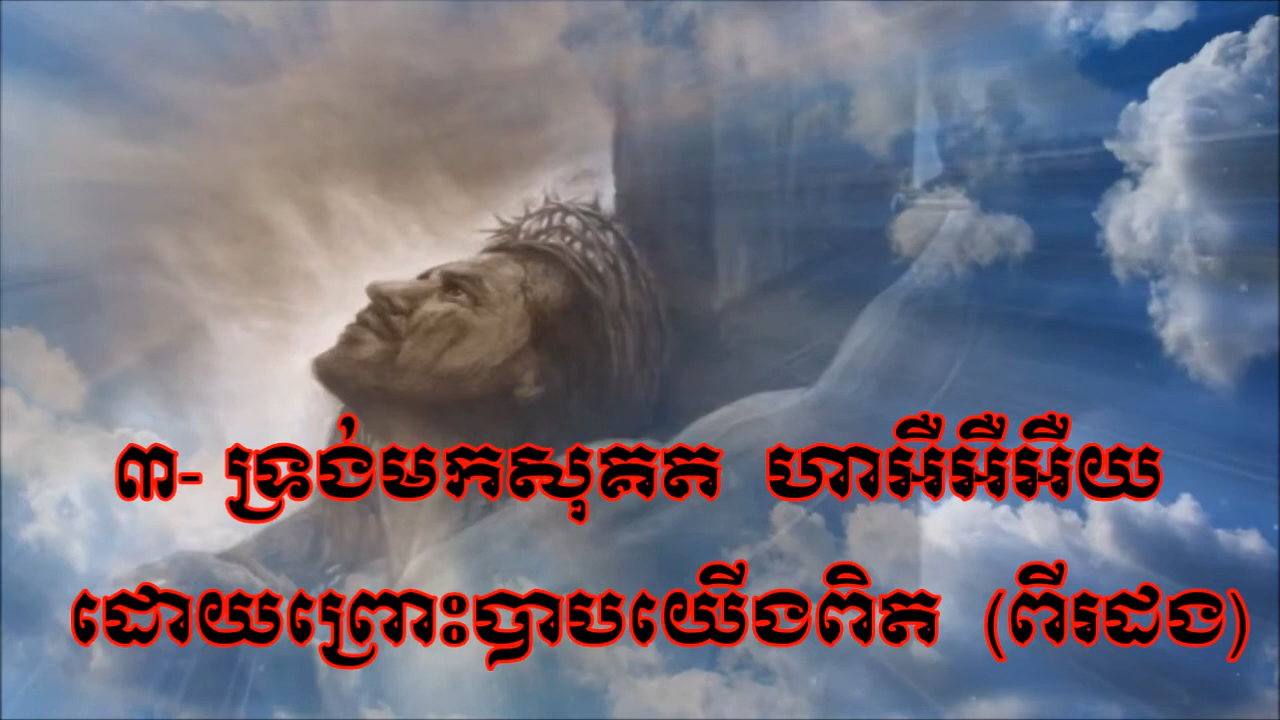 ៣- ទ្រង់មកសុគត ហាអឺអឺអឺយ
ដោយព្រោះបាបយើងពិត (ពីរដង)